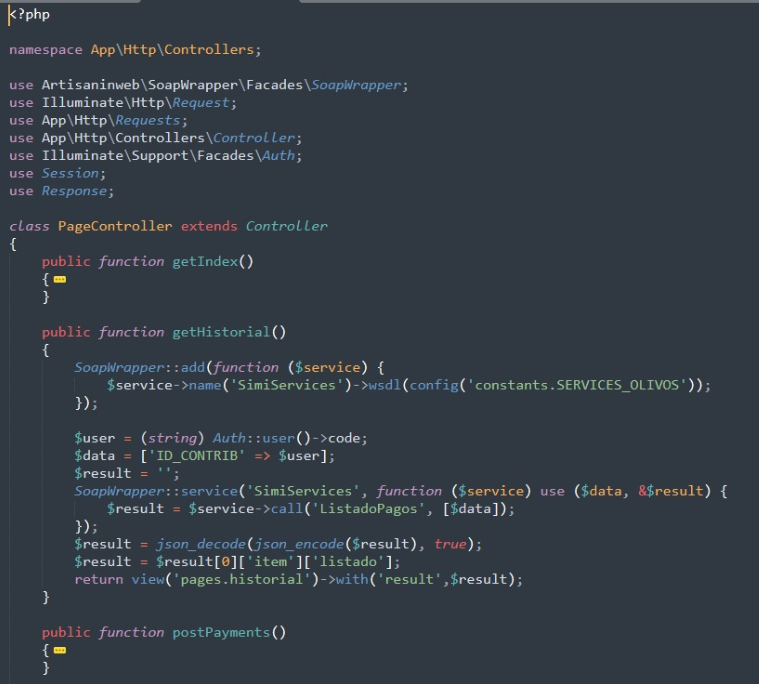 <?php
namespace App\Http\Controllers;
use Artisaninweb\SoapWrapper\Facades\SoapWrapper;
use Illuminate\Http\Request;
use App\Http\Requests;
use App\Http\Controllers\Controller;
use Illuminate\Support\Facades\Auth;
use Session;
use Response;
class PageController extends Controller
{
public function getIndex()
{
}
public function getHistorial()
{
SoapWrapper::add(function ($service) {
$service->name('SimiServices')->wsdl(config('constants.SERVICES_OLIVOS'));
});
$user = (string) Auth::user()->code;
$data = ['ID_CONTRIB' => $user];
$result = '';
SoapWrapper::service('SimiServices', function ($service) use ($data, &$result) {
$result = $service->call('ListadoPagos', [$data]);
});
$result = json_decode(json_encode($result), true);
$result = $result[0]['item']['listado'];
return view('pages.historial')->with('result',$result);
}
public function postPayments()
{
}